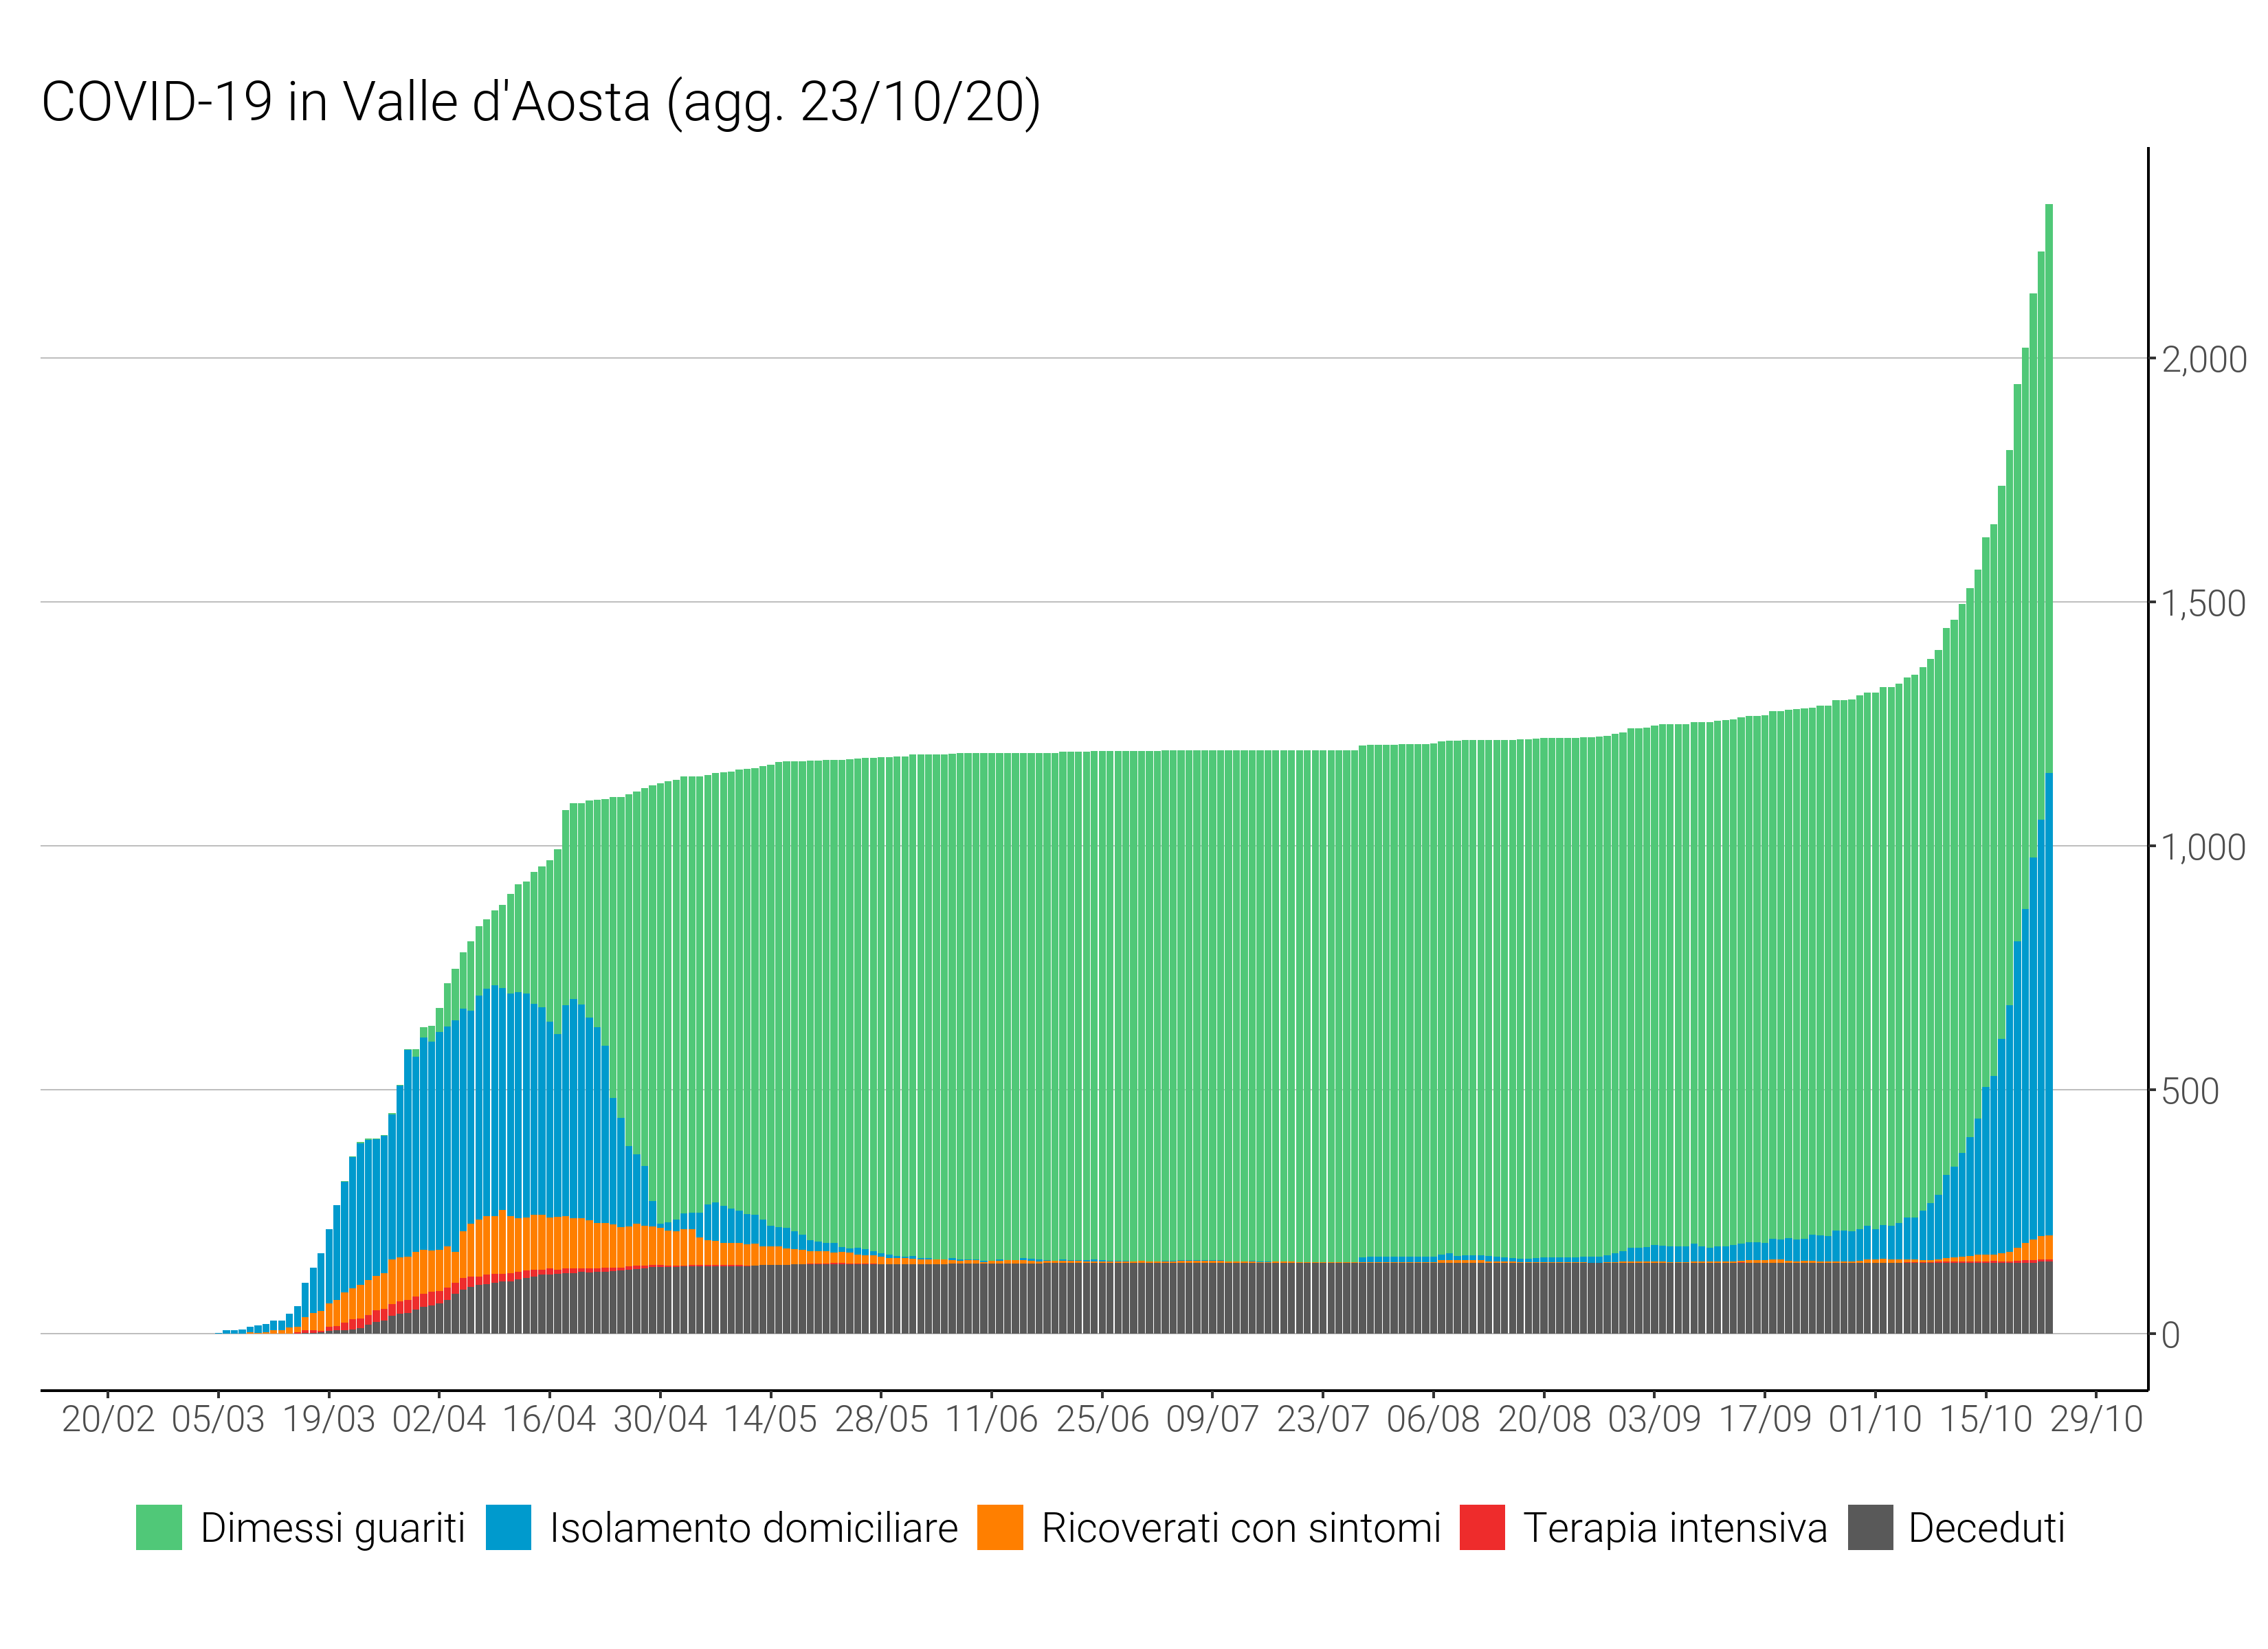 COVID-19 in Valle d'Aosta (agg. 23/10/20)
2,000
1,500
1,000
500
0
20/02 05/03 19/03 02/04 16/04 30/04 14/05 28/05 11/06 25/06 09/07 23/07 06/08 20/08 03/09 17/09 01/10 15/10 29/10
Dimessi guariti Isolamento domiciliare Ricoverati con sintomi Terapia intensiva Deceduti